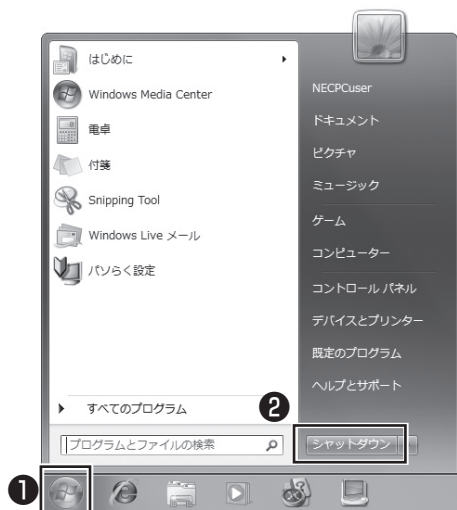 はじめに
Windows Media Center
電卓
付箋
Snipping Tool
Windows Live メール
パソらく設定
すべてのプログラム
プログラムとファイルの検索
NECPCuser
ドキュメント
ピクチャ
ミュージック
ゲーム
コンピューター
コントロール パネル
デバイスとプリンター
既定のプログラム
ヘルプとサポート
❷
シャットダウン
❶